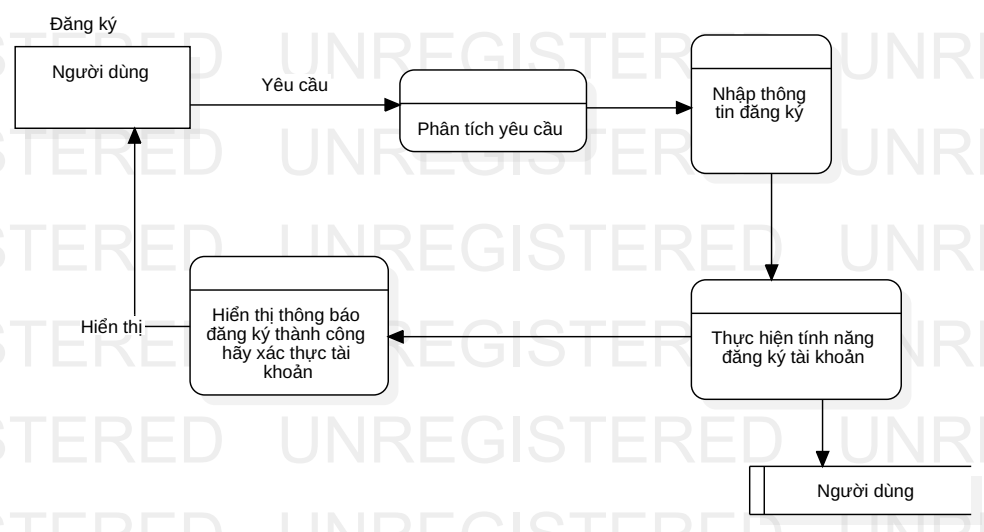 Đăng ký
Người dùng
Yêu cầu
Phân tích yêu cầu
Nhập thông
tin đăng ký
Hiển thị
Hiển thị thông báo
đăng ký thành công
hãy xác thực tài
khoản
Thực hiện tính năng
đăng ký tài khoản
Người dùng
UNREGISTERED